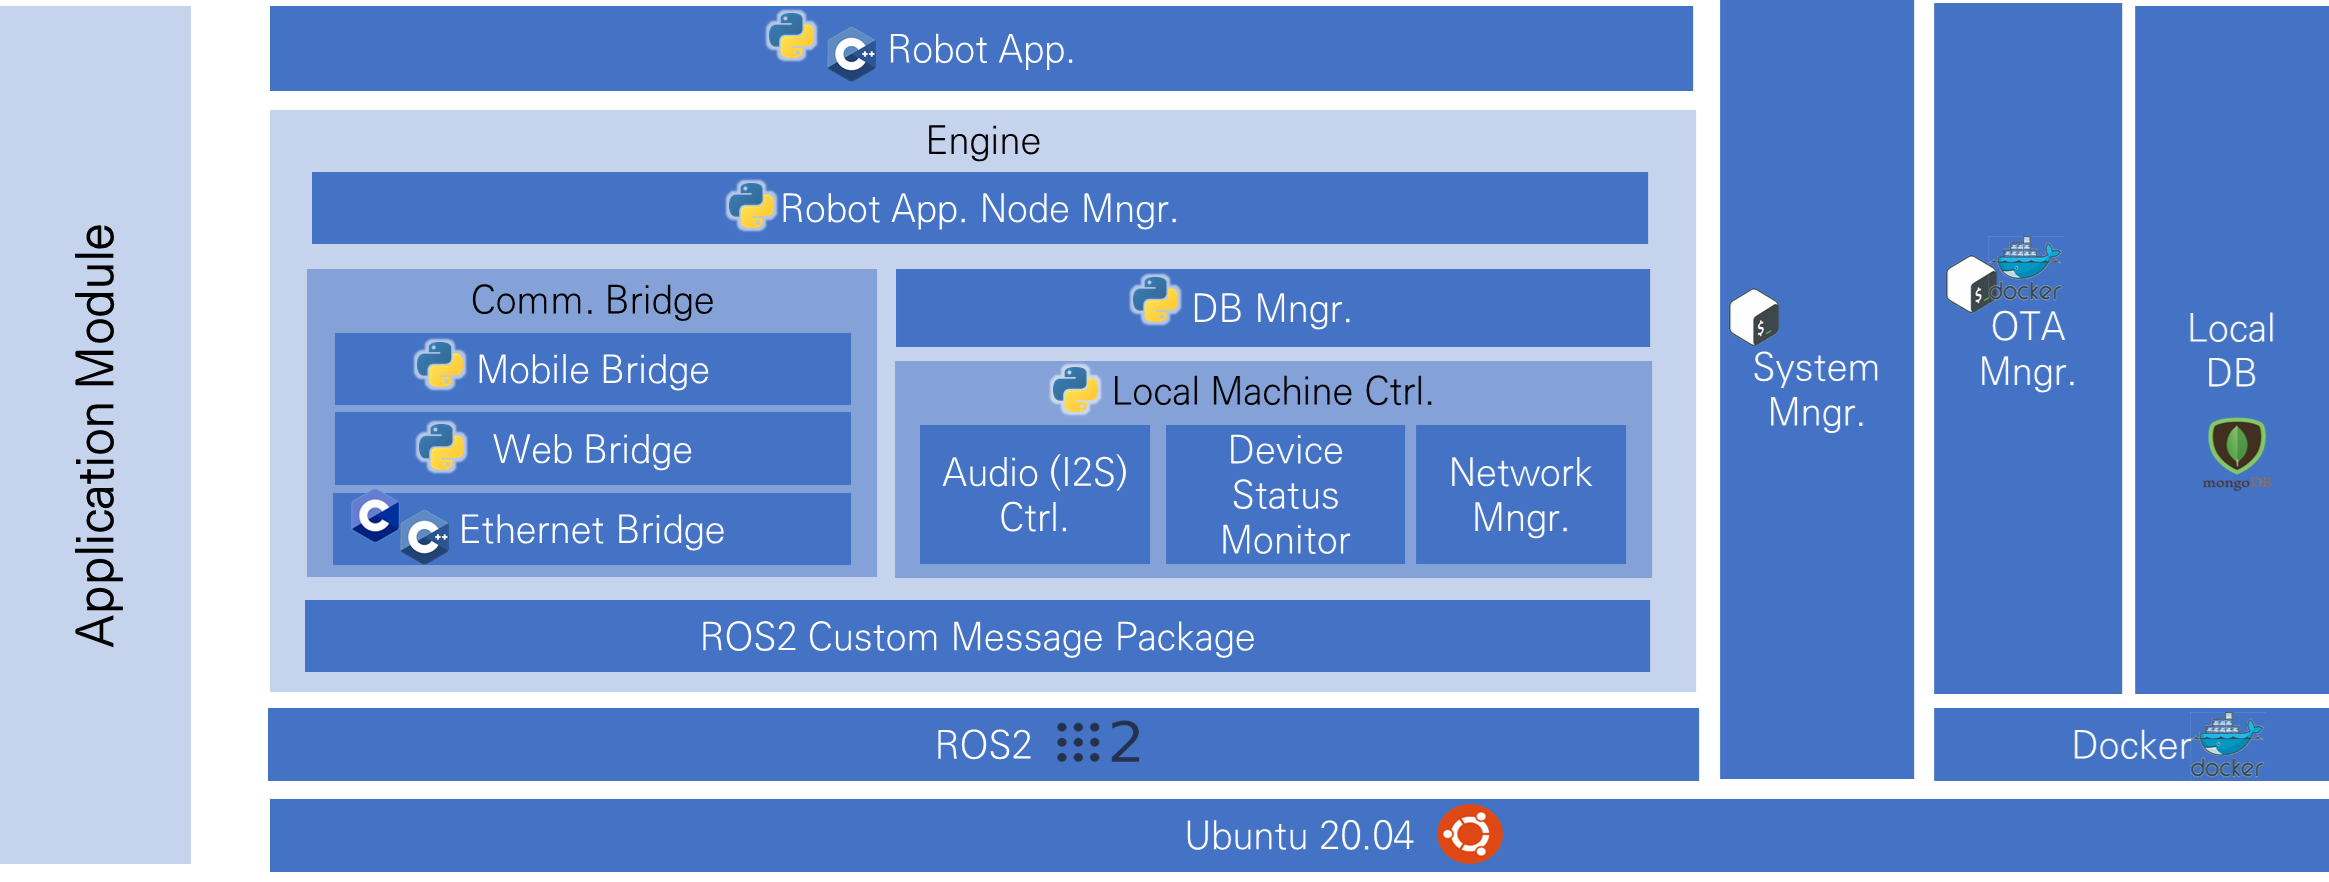 Application Module
Robot App.
Engine
Robot App. Node Mngr.
Comm. Bridge
Mobile Bridge
Web Bridge
Ethernet Bridge
DB Mngr.
Local Machine Ctrl.
Audio (I2S)
Ctrl.
Device
Status
Monitor
Network
Mngr.
ROS2 Custom Message Package
ROS2 2
System
Mngr.
docker
OTA
Mngr.
Local
DB
mongoDB
Docker
docker
Ubuntu 20.04